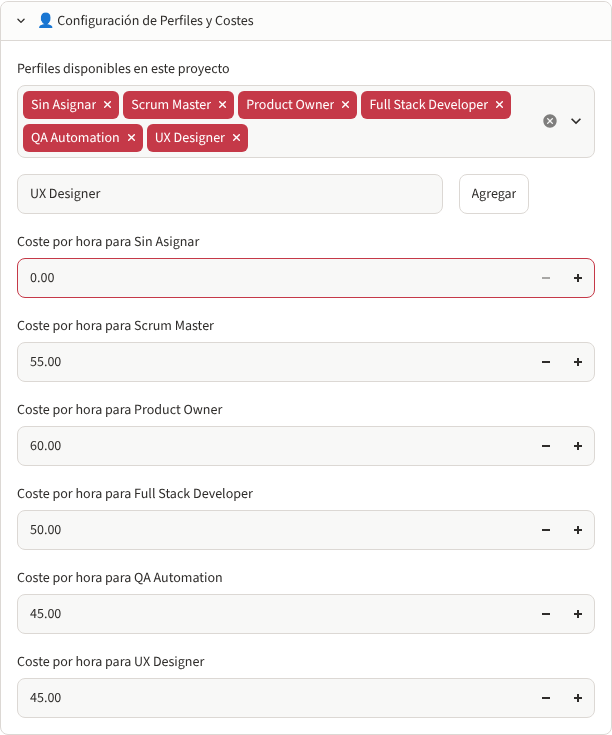 Configuración de Perfiles y Costes
Perfiles disponibles en este proyecto
Sin Asignar × Scrum Master × Product Owner × Full Stack Developer ×
QA Automation × UX Designer ×
UX Designer Agregar
Coste por hora para Sin Asignar
0.00
Coste por hora para Scrum Master
55.00
Coste por hora para Product Owner
60.00
Coste por hora para Full Stack Developer
50.00
Coste por hora para QA Automation
45.00
Coste por hora para UX Designer
45.00